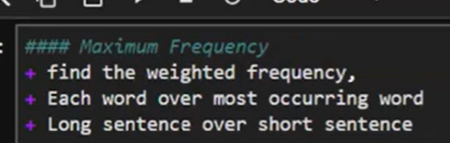 #### Maximum Frequency
+ find the weighted frequency,
+ Each word over most occurring word
+ Long sentence over short sentence